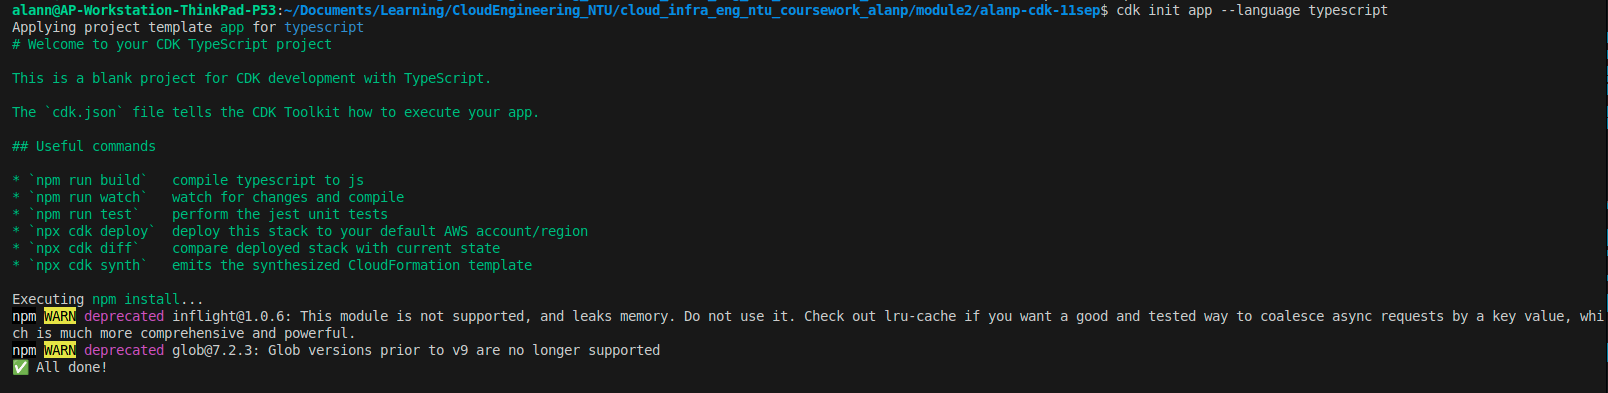 alann@AP-Workstation-ThinkPad-P53:~/Documents/Learning/CloudEngineering_NTU/cloud_infra_eng_ntu_coursework_alanp/module2/alanp-cdk-11sep$ cdk init app --language typescript
Applying project template app for typescript
# Welcome to your CDK TypeScript project
This is a blank project for CDK development with TypeScript.
The `cdk.json` file tells the CDK Toolkit how to execute your app.
## Useful commands
* `npm run build`   compile typescript to js
* `npm run watch`   watch for changes and compile
* `npm run test`    perform the jest unit tests
* `npx cdk deploy`  deploy this stack to your default AWS account/region
* `npx cdk diff`    compare deployed stack with current state
* `npx cdk synth`   emits the synthesized CloudFormation template
Executing npm install...
npm WARN deprecated inflight@1.0.6: This module is not supported, and leaks memory. Do not use it. Check out lru-cache if you want a good and tested way to coalesce async requests by a key value, whi
ch is much more comprehensive and powerful.
npm WARN deprecated glob@7.2.3: Glob versions prior to v9 are no longer supported
✅ All done!